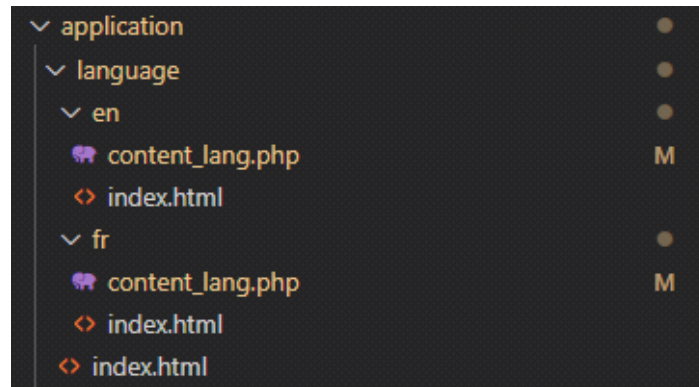 application
language
en
content_lang.php M
index.html
fr
content_lang.php M
index.html
index.html